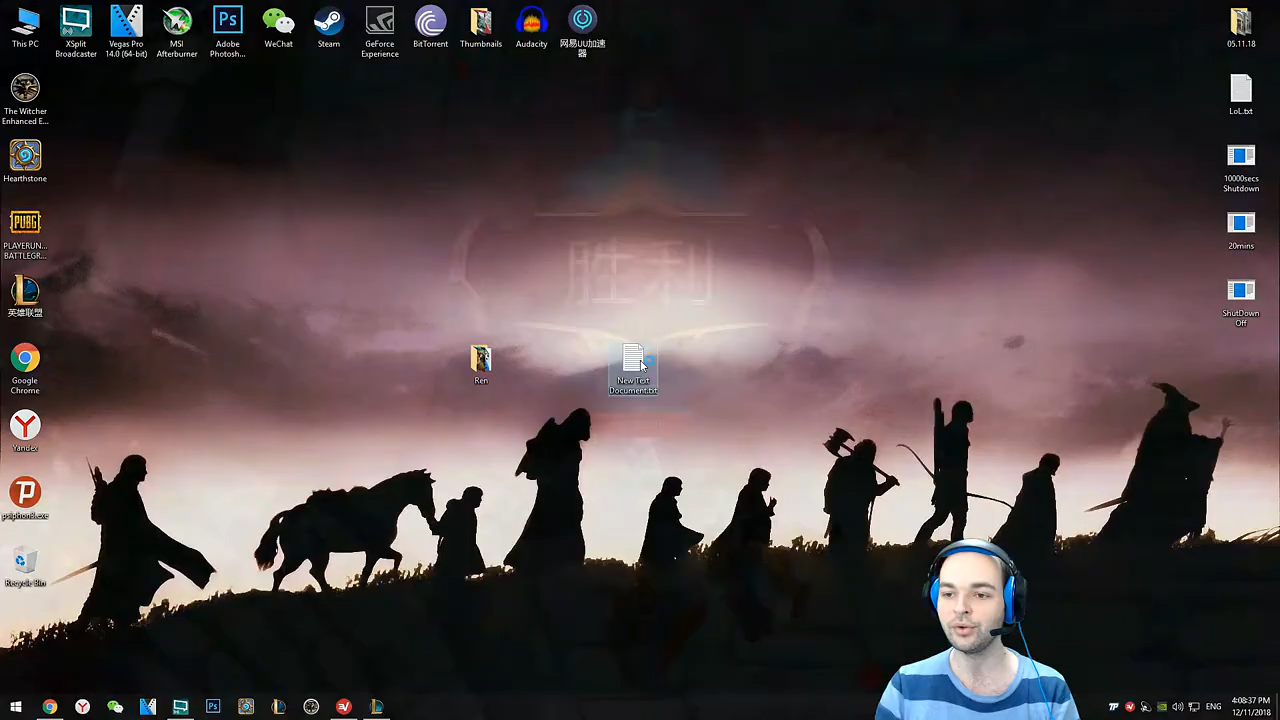 This PC
XSplit
Broadcaster
Vegas Pro
14.0 (64-bit)
MSI
Afterburner
Ps
Adobe
Photosh...
WeChat
Steam
GeForce
Experience
BitTorrent
Thumbnails
Audacity
网易UU加速
器
05.11.18
The Witcher
Enhanced E...
LoL.txt
Hearthstone
10000secs
Shutdown
PUBG
PLAYERUN...
BATTLEGR...
20mins
胜利
英雄联盟
ShutDown
Off
Google
Chrome
Ren
New Text
Document.txt
Yandex
psiphon3.exe
Recycle Bin
Ps
ENG
4:08:37 PM
12/11/2018